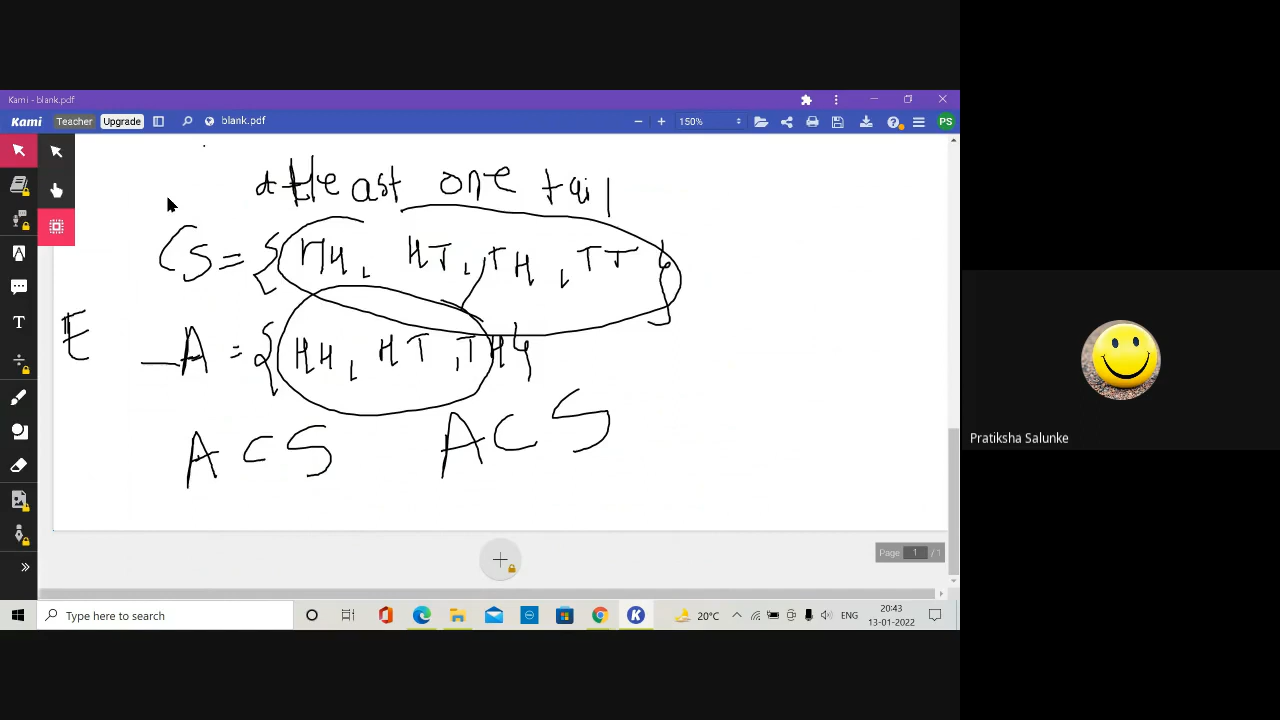 Kami - blank.pdf
Kami Teacher Upgrade blank.pdf 150% PS
atleast one tail
S = { HH, HT, TH, TT }
E A = { HH, HT, TH }
A ⊂ S A ⊂ S
Pratiksha Salunke
Page 1 / 1
Type here to search 20°C ENG 20:43
13-01-2022